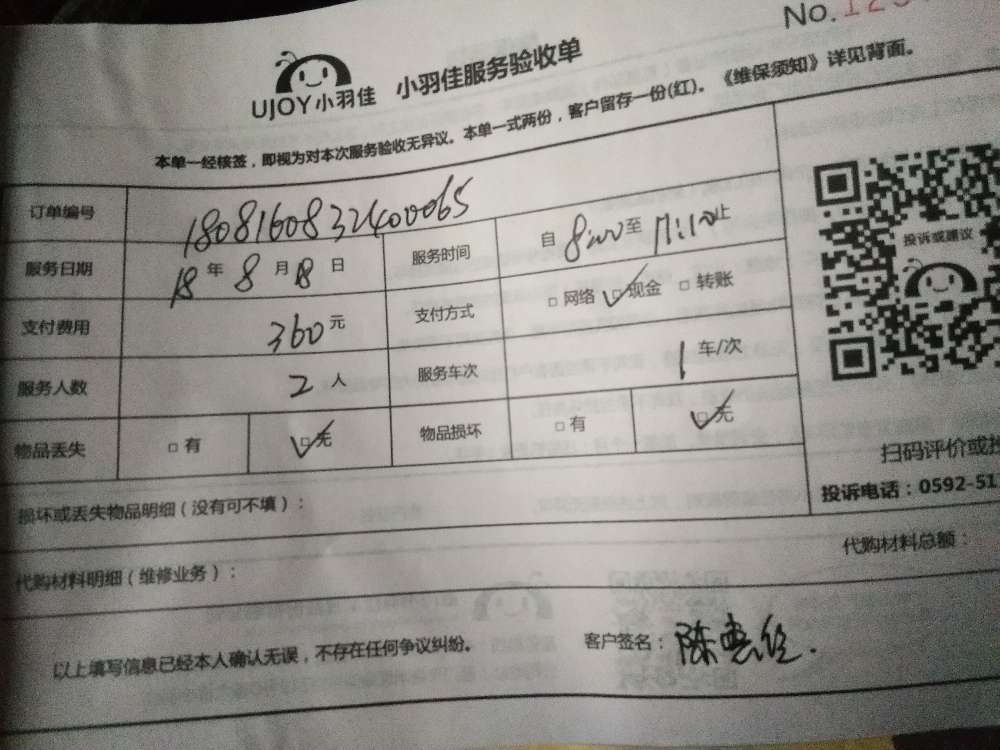 No.
UJOY小羽佳 小羽佳服务验收单
本单一经核签，即视为对本次服务验收无异议。本单一式两份，客户留存一份(红)。《维保须知》详见背面。
订单编号 1808160832400065
服务日期 18 年 8 月 18 日 服务时间 自 8:00 至 17:10 止
支付费用 360 元 支付方式 □ 网络 ☑ 现金 □ 转账
服务人数 2 人 服务车次 1 车/次
物品丢失 □ 有 ☑ 无 物品损坏 □ 有 ☑ 无
投诉或建议
扫码评价或投
投诉电话：0592-51
损坏或丢失物品明细（没有可不填）：
代购材料明细（维修业务）： 代购材料总额：
以上填写信息已经本人确认无误，不存在任何争议纠纷。 客户签名：陈